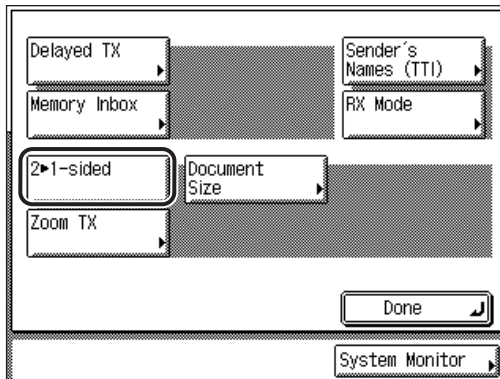 Delayed TX
Sender´s
Names (TTI)
Memory Inbox
RX Mode
2▶1-sided
Document
Size
Zoom TX
Done
System Monitor